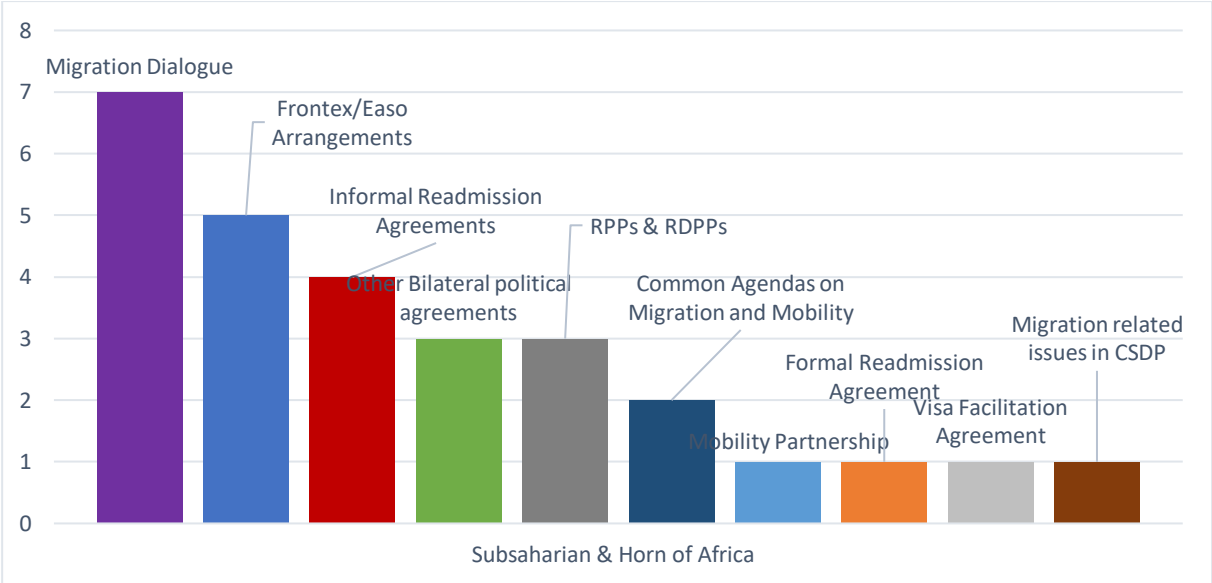 8
Migration Dialogue
7
Frontex/Easo
Arrangements
6
Informal Readmission
Agreements
5
RPPs & RDPPs
4
Other Bilateral political
agreements
Common Agendas on
Migration and Mobility
3
Migration related
issues in CSDP
Formal Readmission
Agreement
2
Visa Facilitation
Agreement
Mobility Partnership
1
0
Subsaharian & Horn of Africa